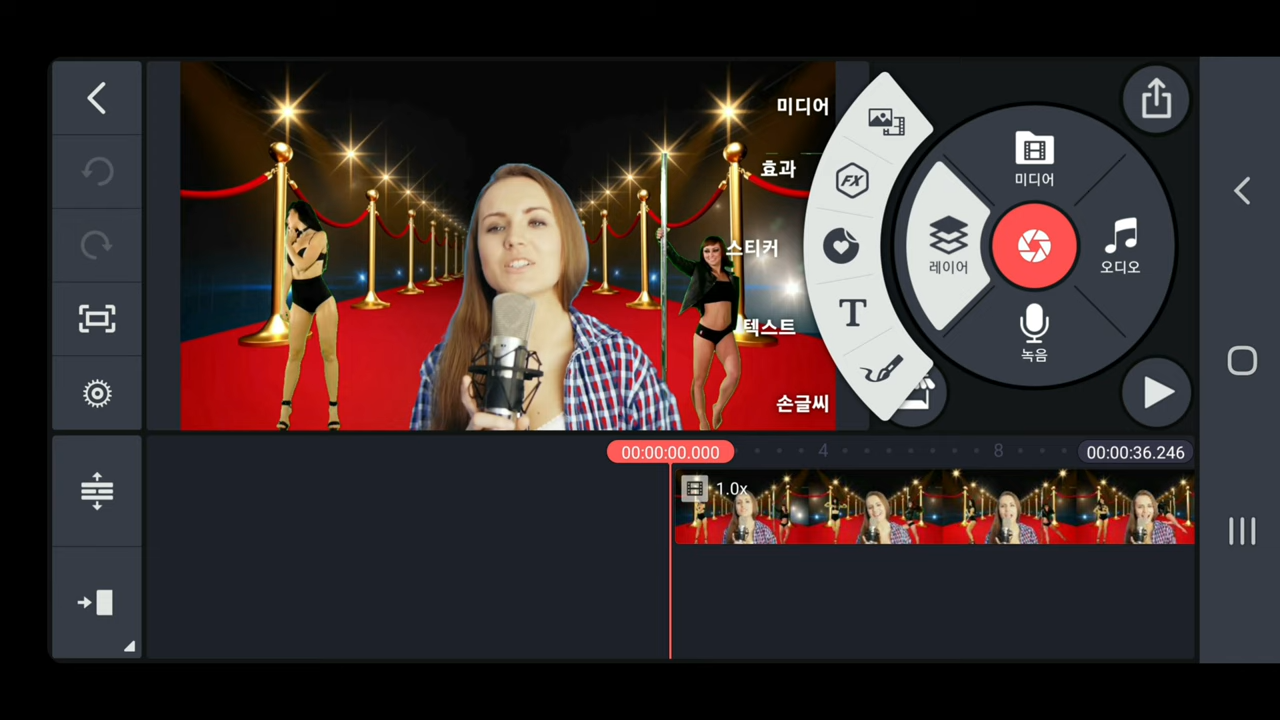 미디어
효과
스티커
텍스트
손글씨
FX
T
미디어
레이어
오디오
녹음
00:00:00.000
4
8
00:00:36.246
1.0x